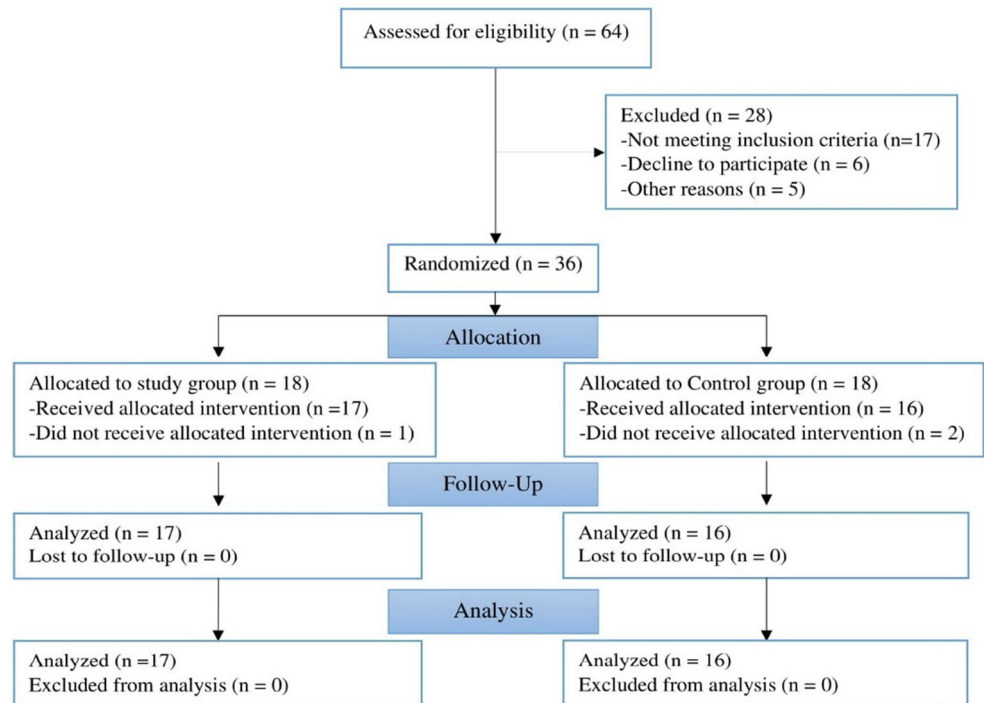 Assessed for eligibility (n = 64)
Excluded (n = 28)
-Not meeting inclusion criteria (n=17)
-Decline to participate (n = 6)
-Other reasons (n = 5)
Randomized (n = 36)
Allocation
Allocated to study group (n = 18)
-Received allocated intervention (n =17)
-Did not receive allocated intervention (n = 1)
Allocated to Control group (n = 18)
-Received allocated intervention (n = 16)
-Did not receive allocated intervention (n = 2)
Follow-Up
Analyzed (n = 17)
Lost to follow-up (n = 0)
Analyzed (n = 16)
Lost to follow-up (n = 0)
Analysis
Analyzed (n =17)
Excluded from analysis (n = 0)
Analyzed (n = 16)
Excluded from analysis (n = 0)